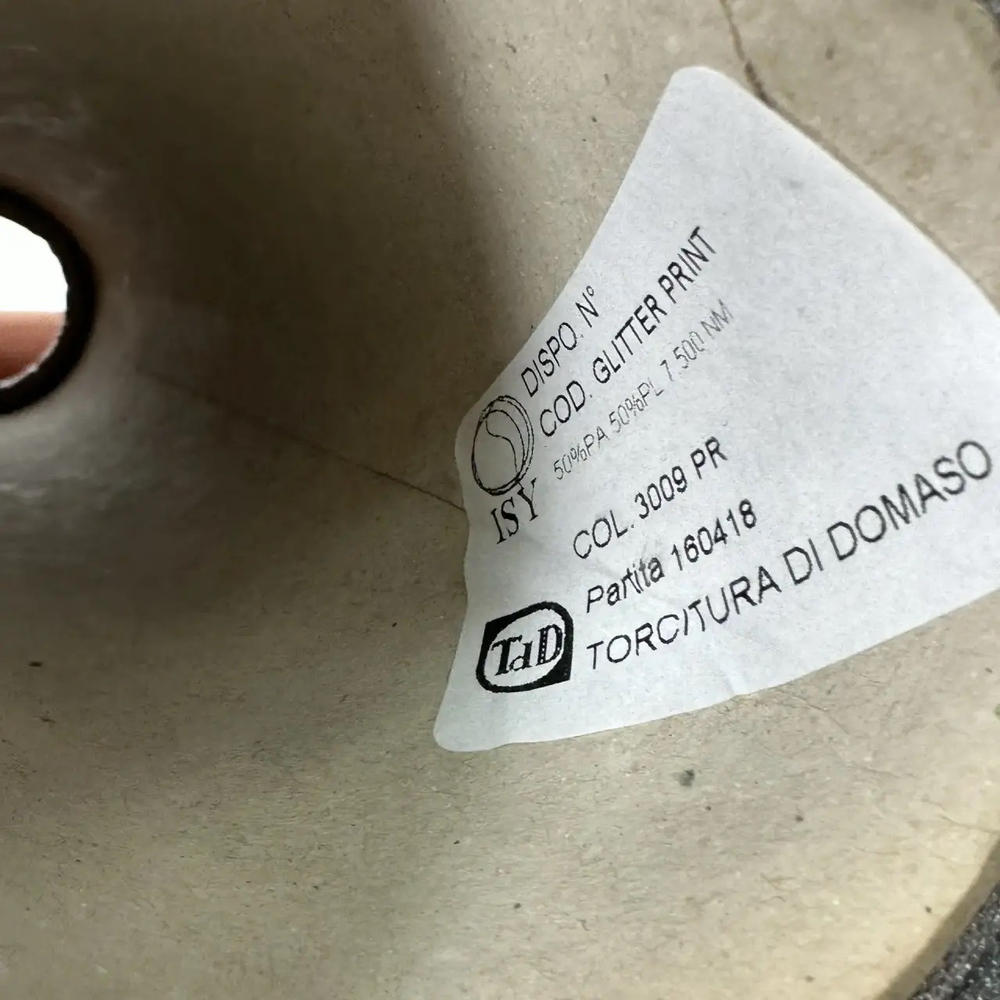 DISPO. N°
COD. GLITTER PRINT
50%PA 50%PL 7.500 NM
ISY
COL. 3009 PR
Partita 160418
TdD
TORCITURA DI DOMASO